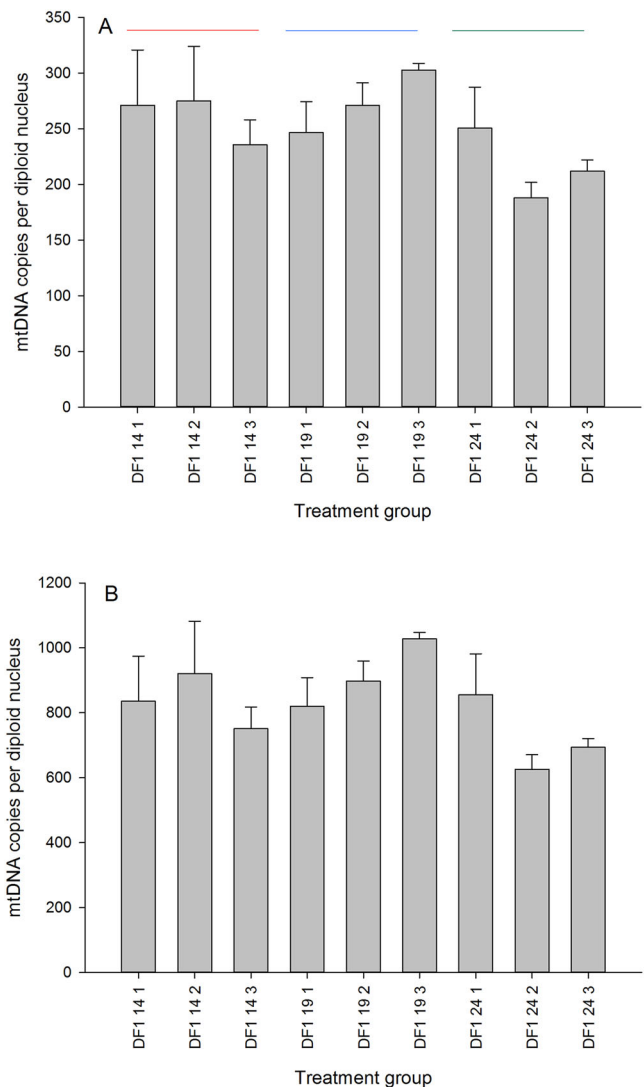 A
350
300
250
200
150
100
50
0
mtDNA copies per diploid nucleus
DF1 14 1
DF1 14 2
DF1 14 3
DF1 19 1
DF1 19 2
DF1 19 3
DF1 24 1
DF1 24 2
DF1 24 3
Treatment group
B
1200
1000
800
600
400
200
0
mtDNA copies per diploid nucleus
DF1 14 1
DF1 14 2
DF1 14 3
DF1 19 1
DF1 19 2
DF1 19 3
DF1 24 1
DF1 24 2
DF1 24 3
Treatment group